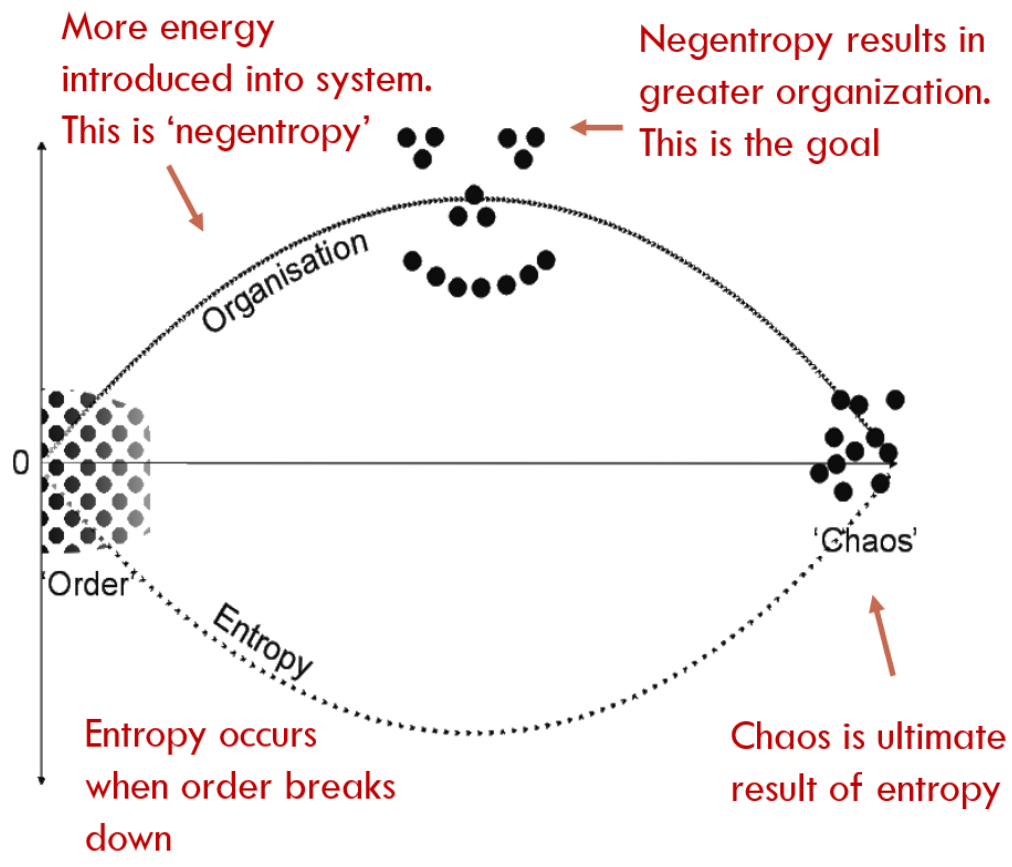 More energy
introduced into system.
This is ‘negentropy’
Negentropy results in
greater organization.
This is the goal
Organisation
0
‘Order’
‘Chaos’
Entropy
Entropy occurs
when order breaks
down
Chaos is ultimate
result of entropy